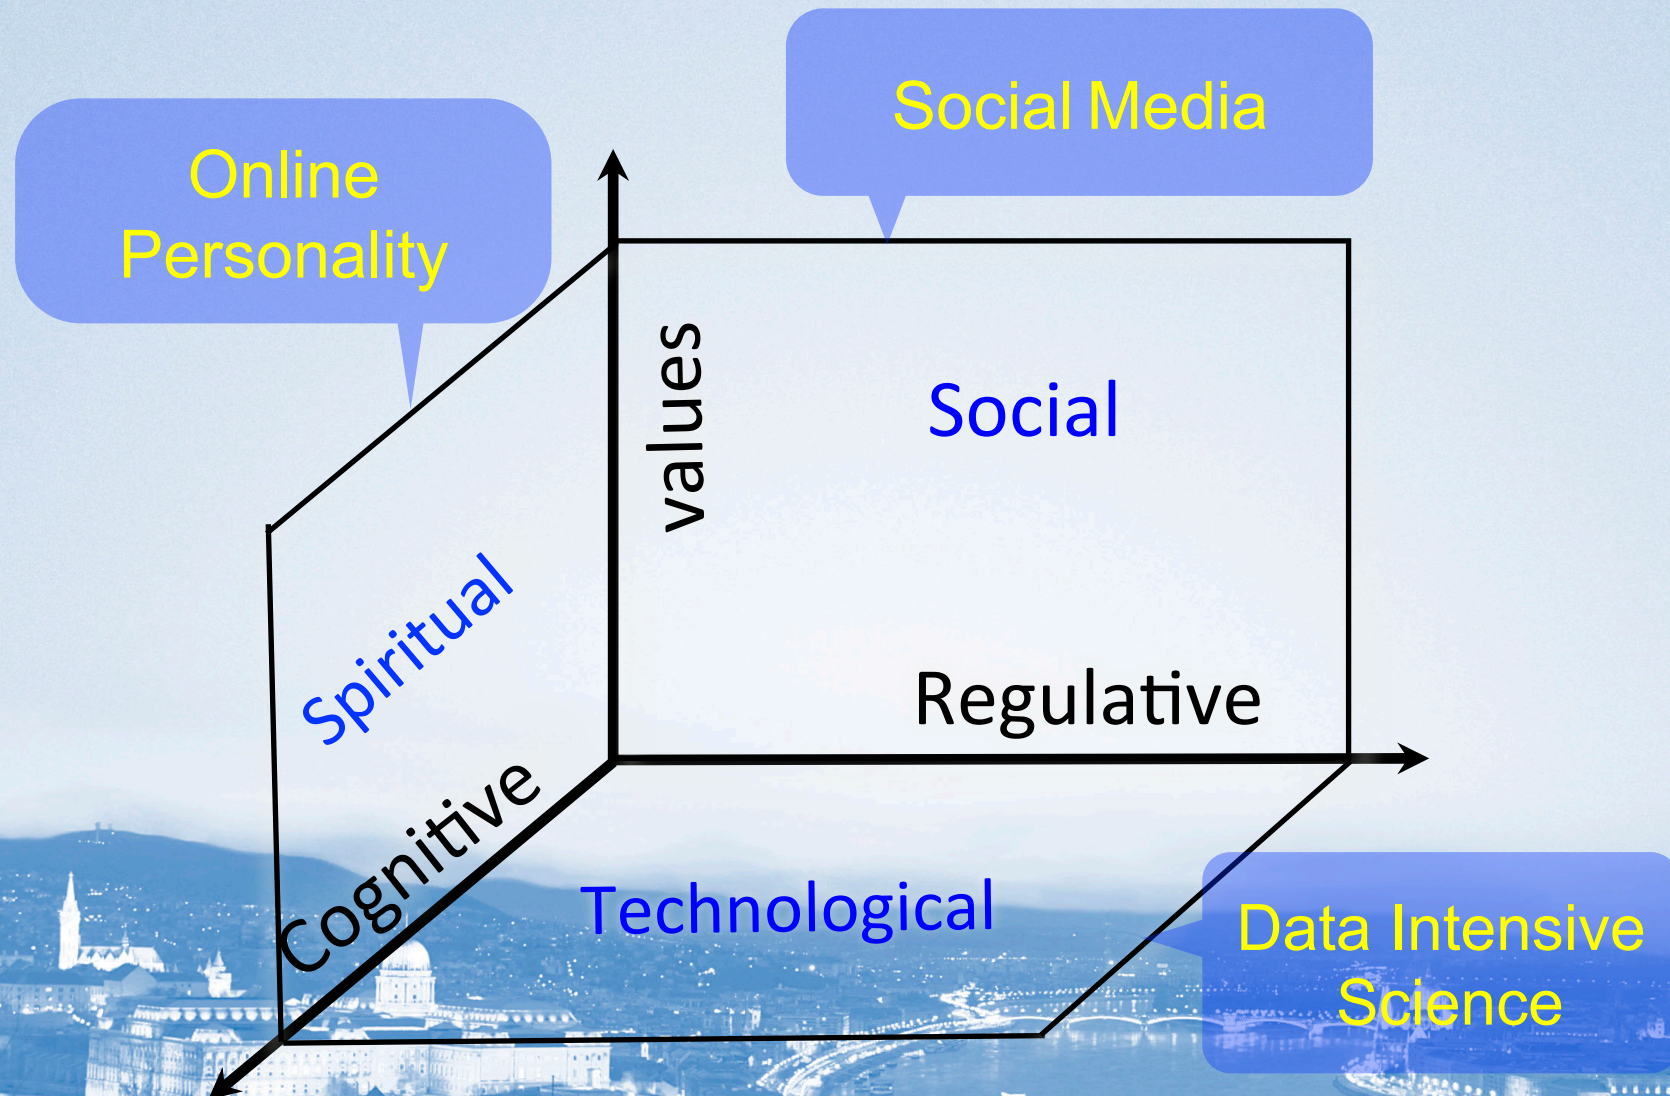 Social Media
Online
Personality
values
Social
Spiritual
Regulative
Cognitive
Technological
Data Intensive
Science